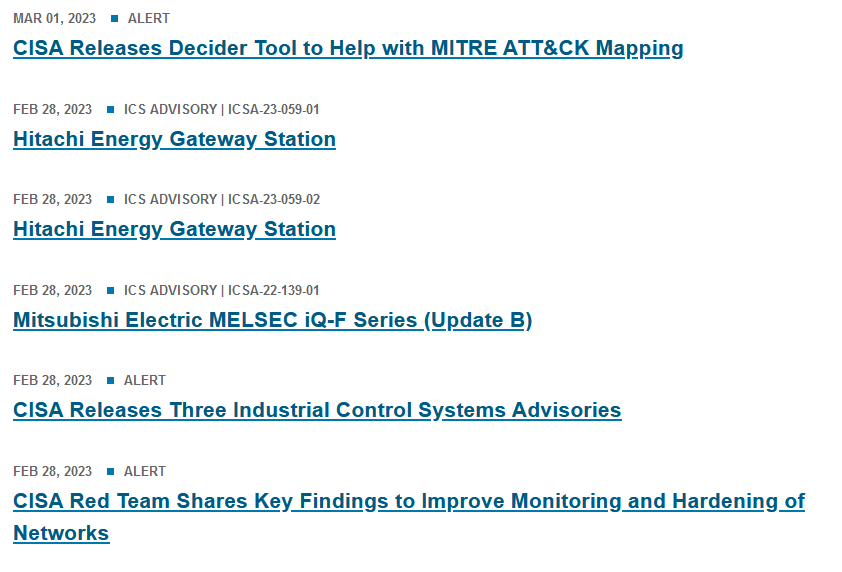 MAR 01, 2023 ■ ALERT
CISA Releases Decider Tool to Help with MITRE ATT&CK Mapping
FEB 28, 2023 ■ ICS ADVISORY | ICSA-23-059-01
Hitachi Energy Gateway Station
FEB 28, 2023 ■ ICS ADVISORY | ICSA-23-059-02
Hitachi Energy Gateway Station
FEB 28, 2023 ■ ICS ADVISORY | ICSA-22-139-01
Mitsubishi Electric MELSEC iQ-F Series (Update B)
FEB 28, 2023 ■ ALERT
CISA Releases Three Industrial Control Systems Advisories
FEB 28, 2023 ■ ALERT
CISA Red Team Shares Key Findings to Improve Monitoring and Hardening of
Networks